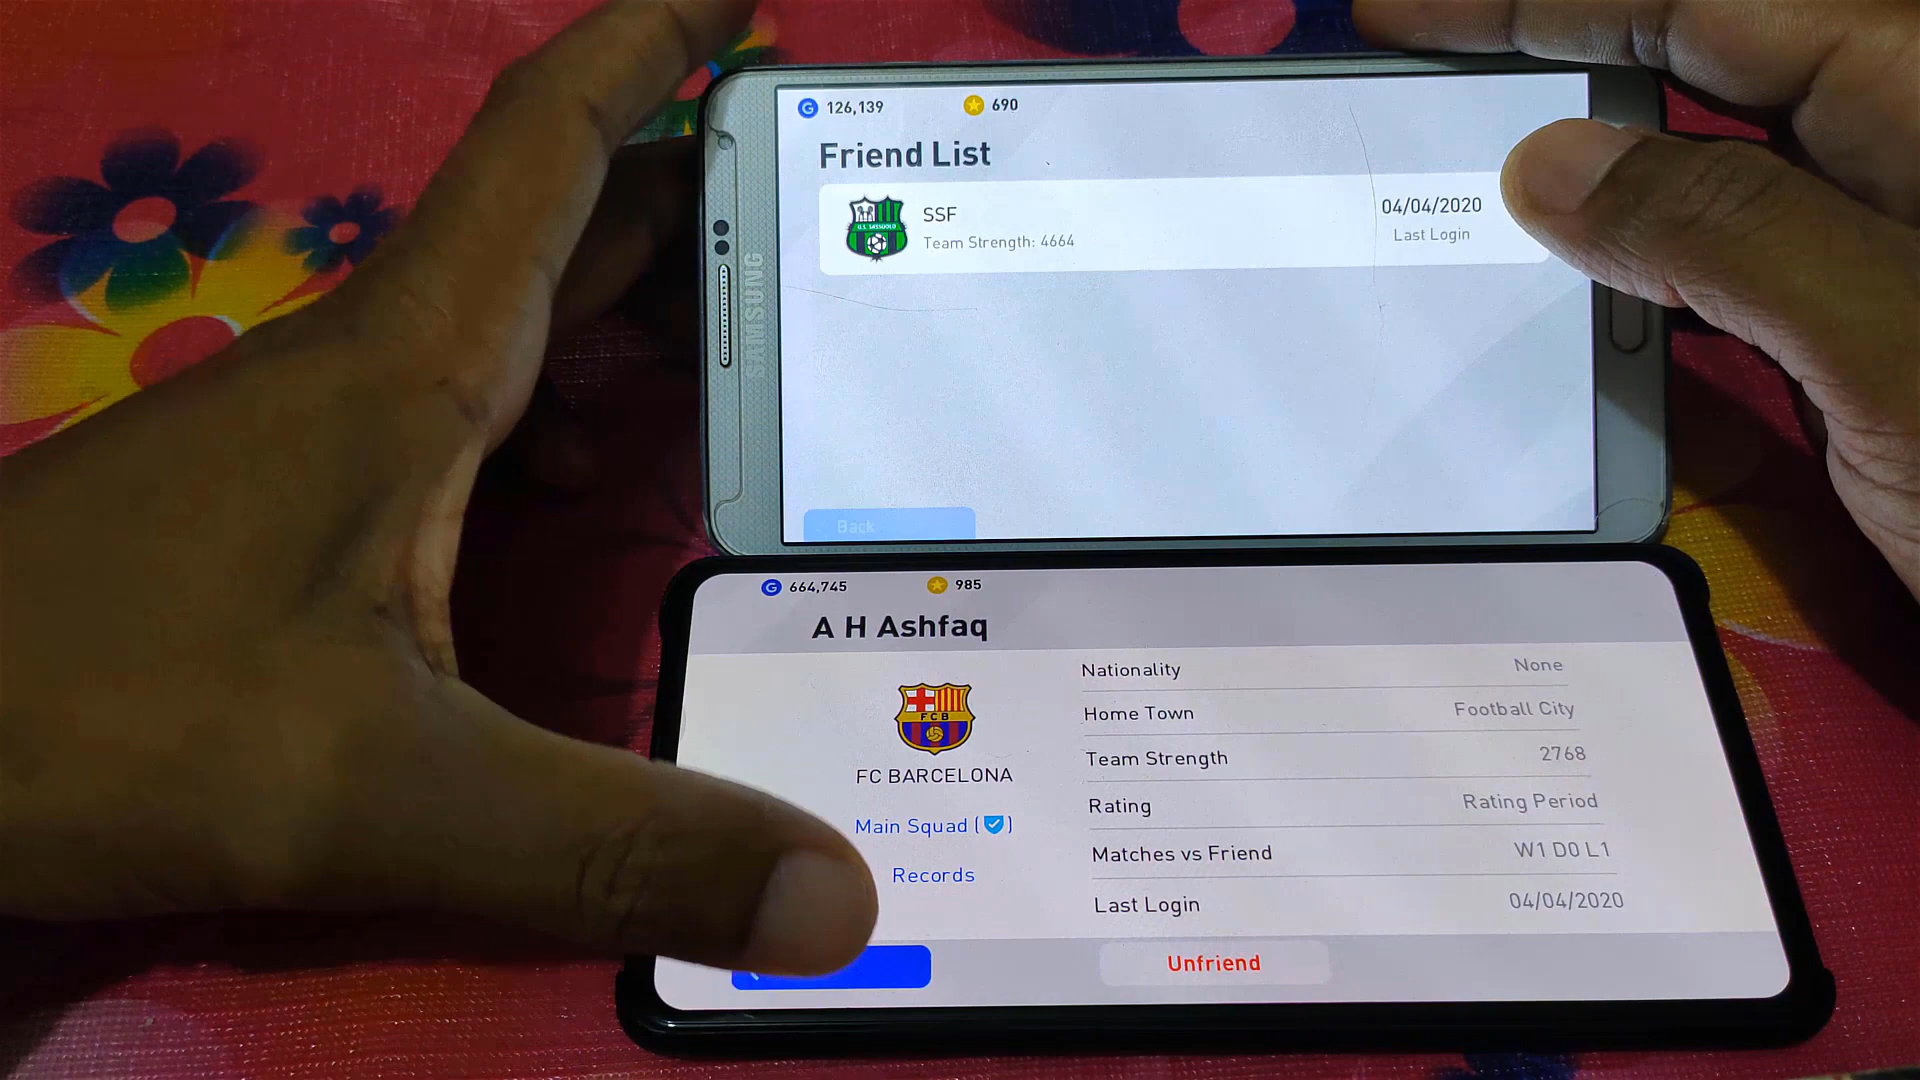 126,139 690
Friend List
SSF
Team Strength: 4664
04/04/2020
Last Login
U.S. SASSUOLO
SAMSUNG
Back
664,745 985
A H Ashfaq
FCB
FC BARCELONA
Main Squad ( )
Records
Nationality None
Home Town Football City
Team Strength 2768
Rating Rating Period
Matches vs Friend W1 D0 L1
Last Login 04/04/2020
Unfriend